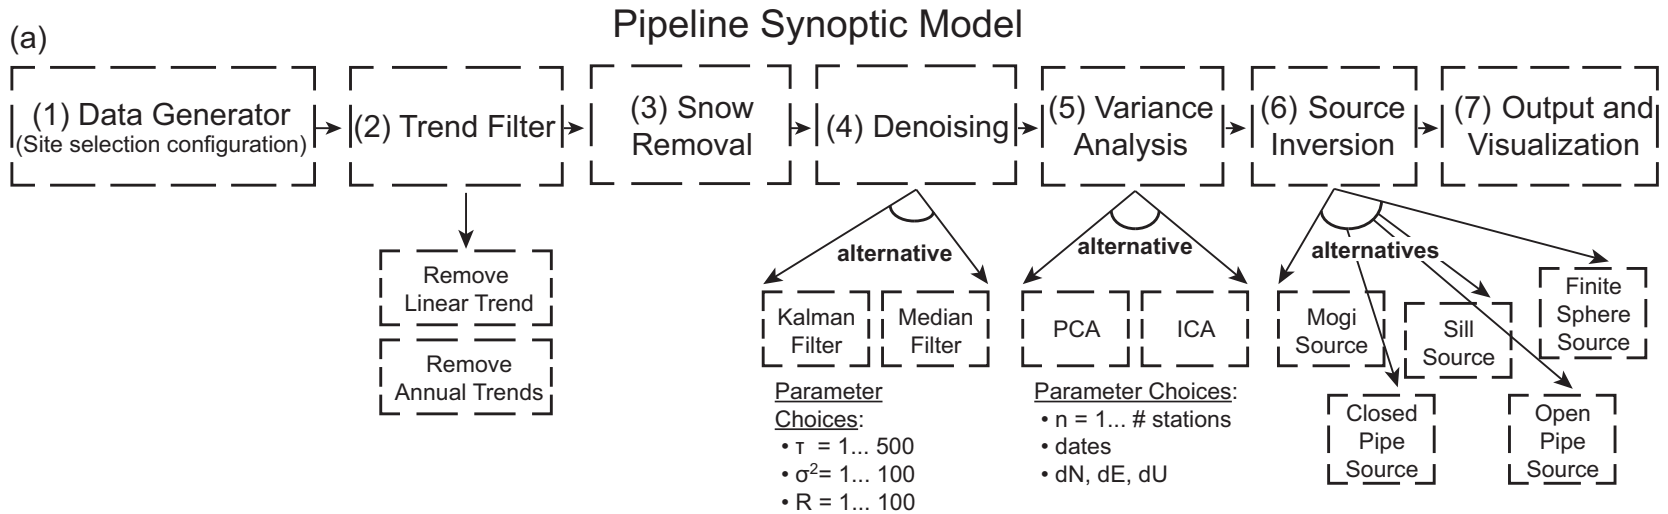 Pipeline Synoptic Model
(a)
(1) Data Generator
(Site selection configuration)
(2) Trend Filter
(3) Snow
Removal
(4) Denoising
(5) Variance
Analysis
(6) Source
Inversion
(7) Output and
Visualization
Remove
Linear Trend
Remove
Annual Trends
alternative
Kalman
Filter
Median
Filter
Parameter
Choices:
• τ = 1... 500
• σ²= 1... 100
• R = 1... 100
alternative
PCA
ICA
Parameter Choices:
• n = 1... # stations
• dates
• dN, dE, dU
alternatives
Mogi
Source
Sill
Source
Finite
Sphere
Source
Closed
Pipe
Source
Open
Pipe
Source